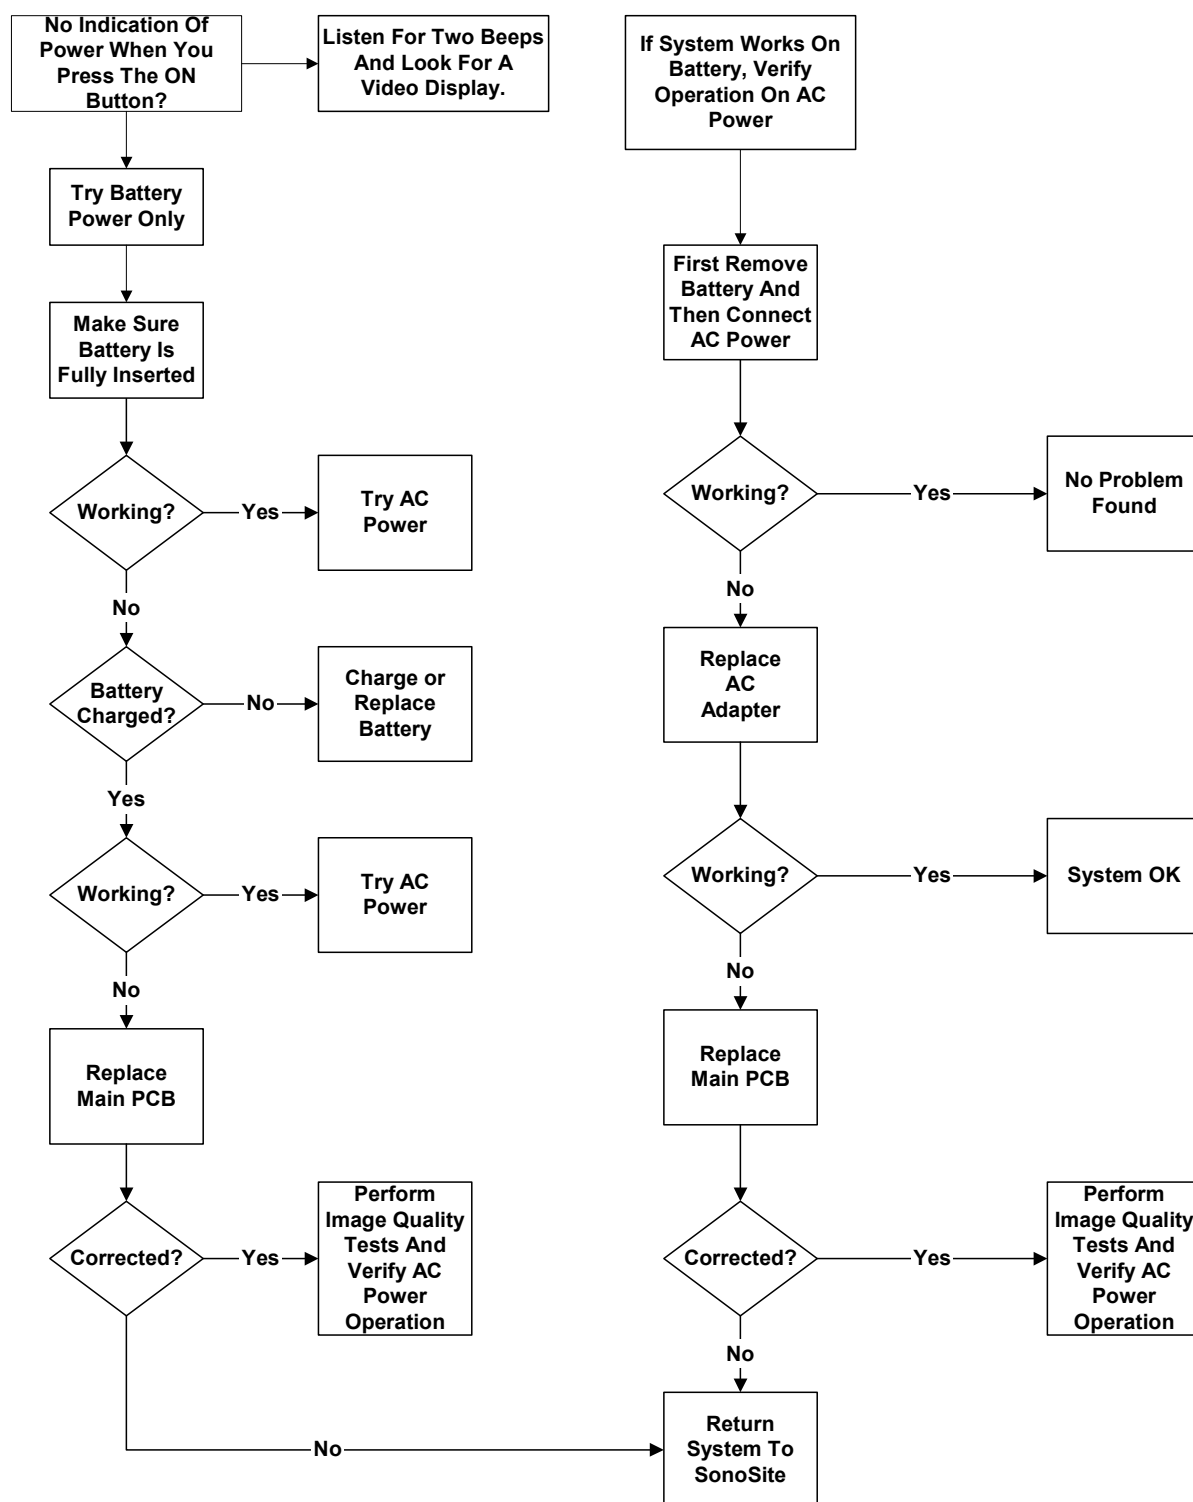 No Indication Of
Power When You
Press The ON
Button?
Listen For Two Beeps
And Look For A
Video Display.
Try Battery
Power Only
Make Sure
Battery Is
Fully Inserted
Working?
Yes
Try AC
Power
No
Battery
Charged?
No
Charge or
Replace
Battery
Yes
Working?
Yes
Try AC
Power
No
Replace
Main PCB
Corrected?
Yes
Perform
Image Quality
Tests And
Verify AC
Power
Operation
No
If System Works On
Battery, Verify
Operation On AC
Power
First Remove
Battery And
Then Connect
AC Power
Working?
Yes
No Problem
Found
No
Replace
AC
Adapter
Working?
Yes
System OK
No
Replace
Main PCB
Corrected?
Yes
Perform
Image Quality
Tests And
Verify AC
Power
Operation
No
Return
System To
SonoSite